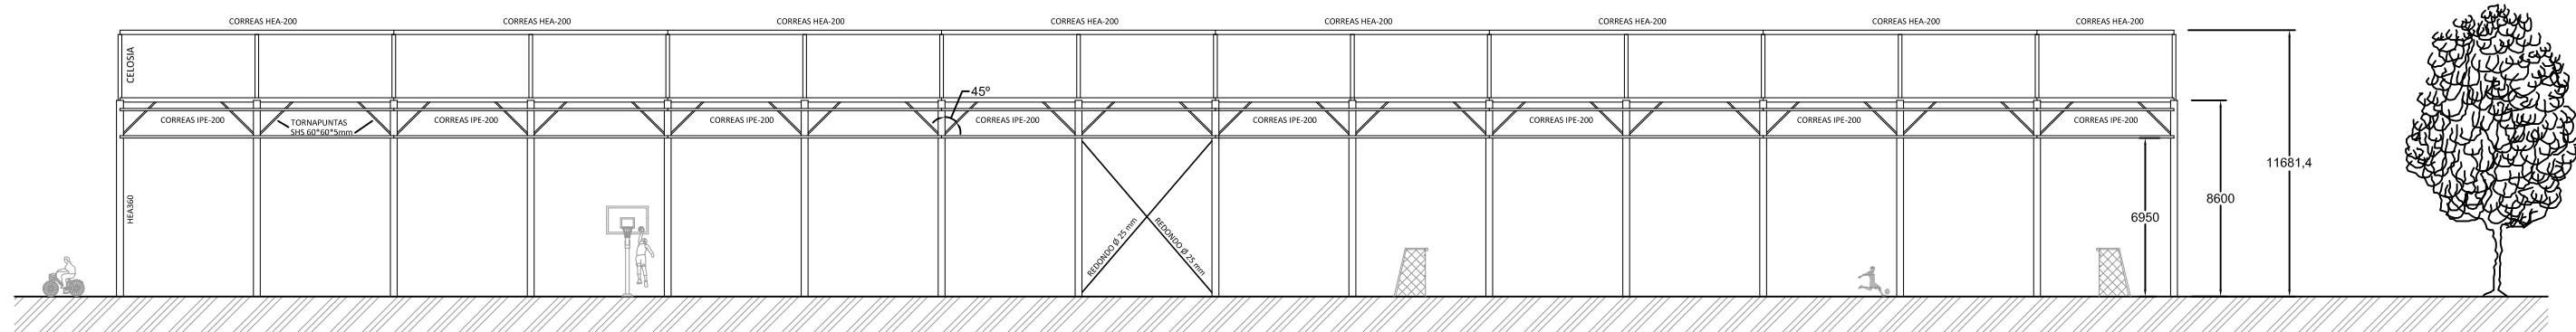 CORREAS HEA-200
CORREAS HEA-200
CORREAS HEA-200
CORREAS HEA-200
CORREAS HEA-200
CORREAS HEA-200
CORREAS HEA-200
CORREAS HEA-200
CELOSIA
45º
CORREAS IPE-200
TORNAPUNTAS
SHS 60*60*5mm
CORREAS IPE-200
CORREAS IPE-200
CORREAS IPE-200
CORREAS IPE-200
CORREAS IPE-200
CORREAS IPE-200
CORREAS IPE-200
11681,4
8600
6950
HEA360
REDONDO Ø 25 mm
REDONDO Ø 25 mm